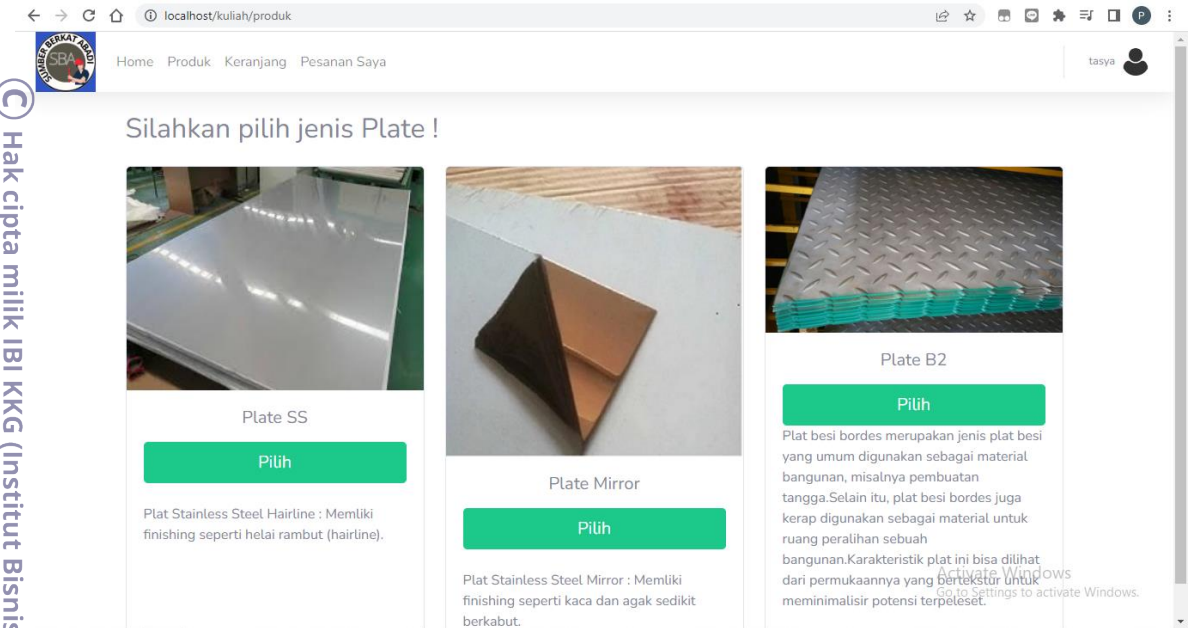 localhost/kuliah/produk
SUMBER BERKAT ABADI
SBA
Home Produk Keranjang Pesanan Saya
tasya
P
Silahkan pilih jenis Plate !
Plate SS
Pilih
Plat Stainless Steel Hairline : Memliki
finishing seperti helai rambut (hairline).
Plate Mirror
Pilih
Plat Stainless Steel Mirror : Memliki
finishing seperti kaca dan agak sedikit
berkabut.
Plate B2
Pilih
Plat besi bordes merupakan jenis plat besi
yang umum digunakan sebagai material
bangunan, misalnya pembuatan
tangga.Selain itu, plat besi bordes juga
kerap digunakan sebagai material untuk
ruang peralihan sebuah
bangunan.Karakteristik plat ini bisa dilihat
dari permukaannya yang bertekstur untuk
meminimalisir potensi terpeleset.
Activate Windows
Go to Settings to activate Windows.
© Hak cipta milik IBI KKG (Institut Bisnis